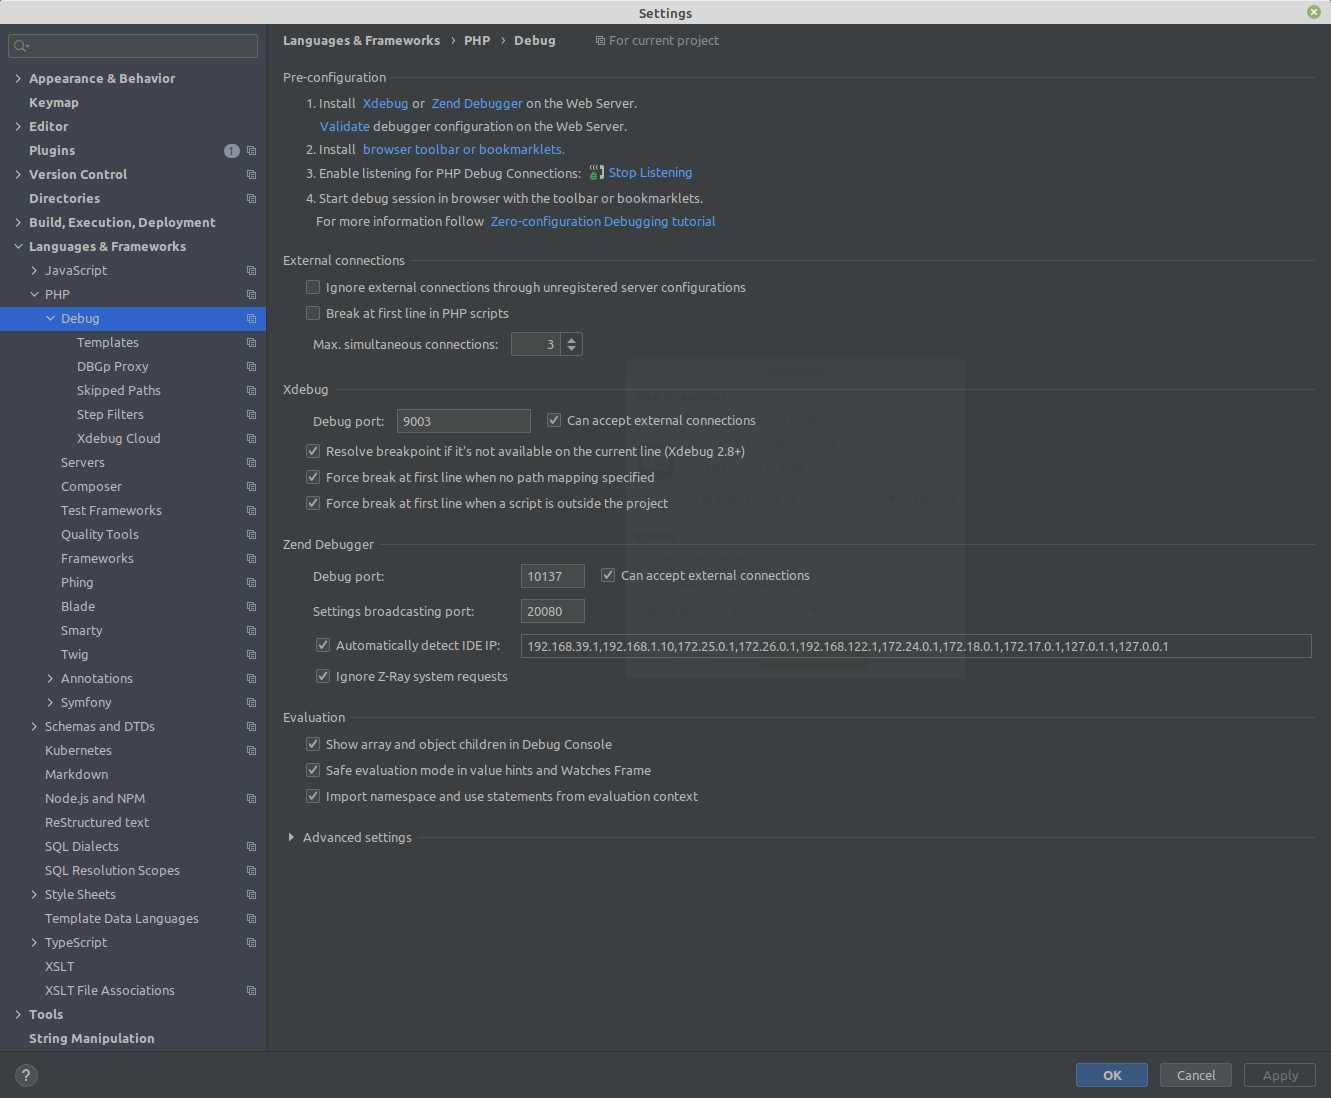 Settings
Appearance & Behavior
Keymap
Editor
Plugins 1
Version Control
Directories
Build, Execution, Deployment
Languages & Frameworks
JavaScript
PHP
Debug
Templates
DBGp Proxy
Skipped Paths
Step Filters
Xdebug Cloud
Servers
Composer
Test Frameworks
Quality Tools
Frameworks
Phing
Blade
Smarty
Twig
Annotations
Symfony
Schemas and DTDs
Kubernetes
Markdown
Node.js and NPM
ReStructured text
SQL Dialects
SQL Resolution Scopes
Style Sheets
Template Data Languages
TypeScript
XSLT
XSLT File Associations
Tools
String Manipulation
Languages & Frameworks › PHP › Debug For current project
Pre-configuration
1. Install Xdebug or Zend Debugger on the Web Server.
Validate debugger configuration on the Web Server.
2. Install browser toolbar or bookmarklets.
3. Enable listening for PHP Debug Connections: Stop Listening
4. Start debug session in browser with the toolbar or bookmarklets.
For more information follow Zero-configuration Debugging tutorial
External connections
Ignore external connections through unregistered server configurations
Break at first line in PHP scripts
Max. simultaneous connections: 3
Xdebug
Debug port: 9003 Can accept external connections
Resolve breakpoint if it's not available on the current line (Xdebug 2.8+)
Force break at first line when no path mapping specified
Force break at first line when a script is outside the project
Zend Debugger
Debug port: 10137 Can accept external connections
Settings broadcasting port: 20080
Automatically detect IDE IP: 192.168.39.1,192.168.1.10,172.25.0.1,172.26.0.1,192.168.122.1,172.24.0.1,172.18.0.1,172.17.0.1,127.0.1.1,127.0.0.1
Ignore Z-Ray system requests
Evaluation
Show array and object children in Debug Console
Safe evaluation mode in value hints and Watches Frame
Import namespace and use statements from evaluation context
Advanced settings
? OK Cancel Apply